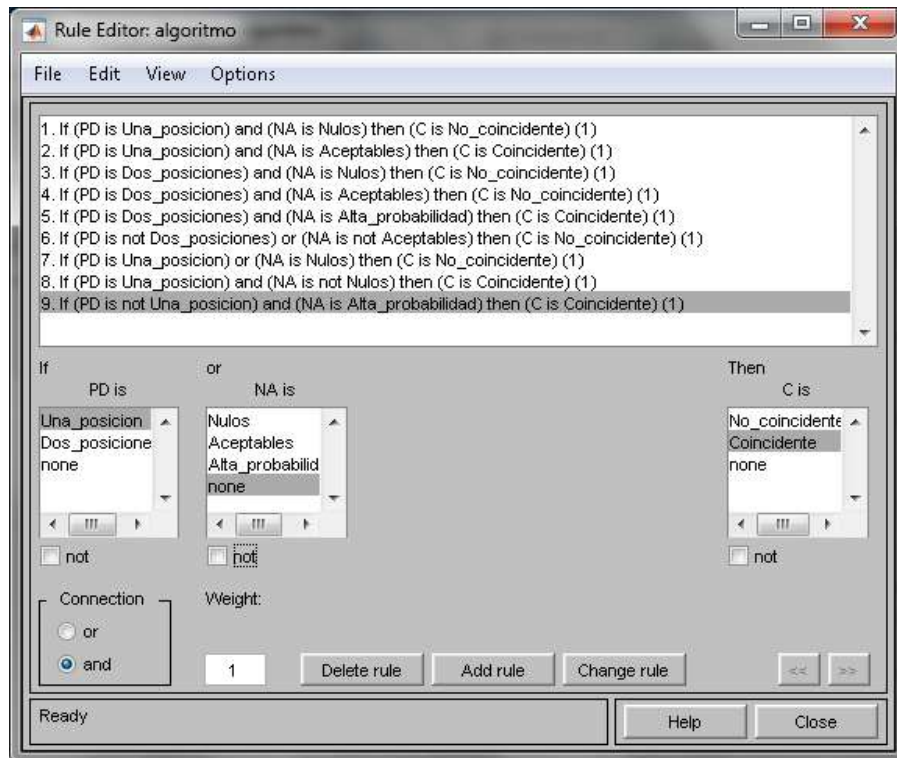 Rule Editor: algoritmo
File Edit View Options
1. If (PD is Una_posicion) and (NA is Nulos) then (C is No_coincidente) (1)
2. If (PD is Una_posicion) and (NA is Aceptables) then (C is Coincidente) (1)
3. If (PD is Dos_posiciones) and (NA is Nulos) then (C is No_coincidente) (1)
4. If (PD is Dos_posiciones) and (NA is Aceptables) then (C is No_coincidente) (1)
5. If (PD is Dos_posiciones) and (NA is Alta_probabilidad) then (C is Coincidente) (1)
6. If (PD is not Dos_posiciones) or (NA is not Aceptables) then (C is No_coincidente) (1)
7. If (PD is Una_posicion) or (NA is Nulos) then (C is No_coincidente) (1)
8. If (PD is Una_posicion) and (NA is not Nulos) then (C is Coincidente) (1)
9. If (PD is not Una_posicion) and (NA is Alta_probabilidad) then (C is Coincidente) (1)
If or Then
PD is NA is C is
Una_posicion Nulos No_coincidente
Dos_posicione Aceptables Coincidente
none Alta_probabilid none
none
not not not
Connection Weight:
or
and 1 Delete rule Add rule Change rule << >>
Ready Help Close